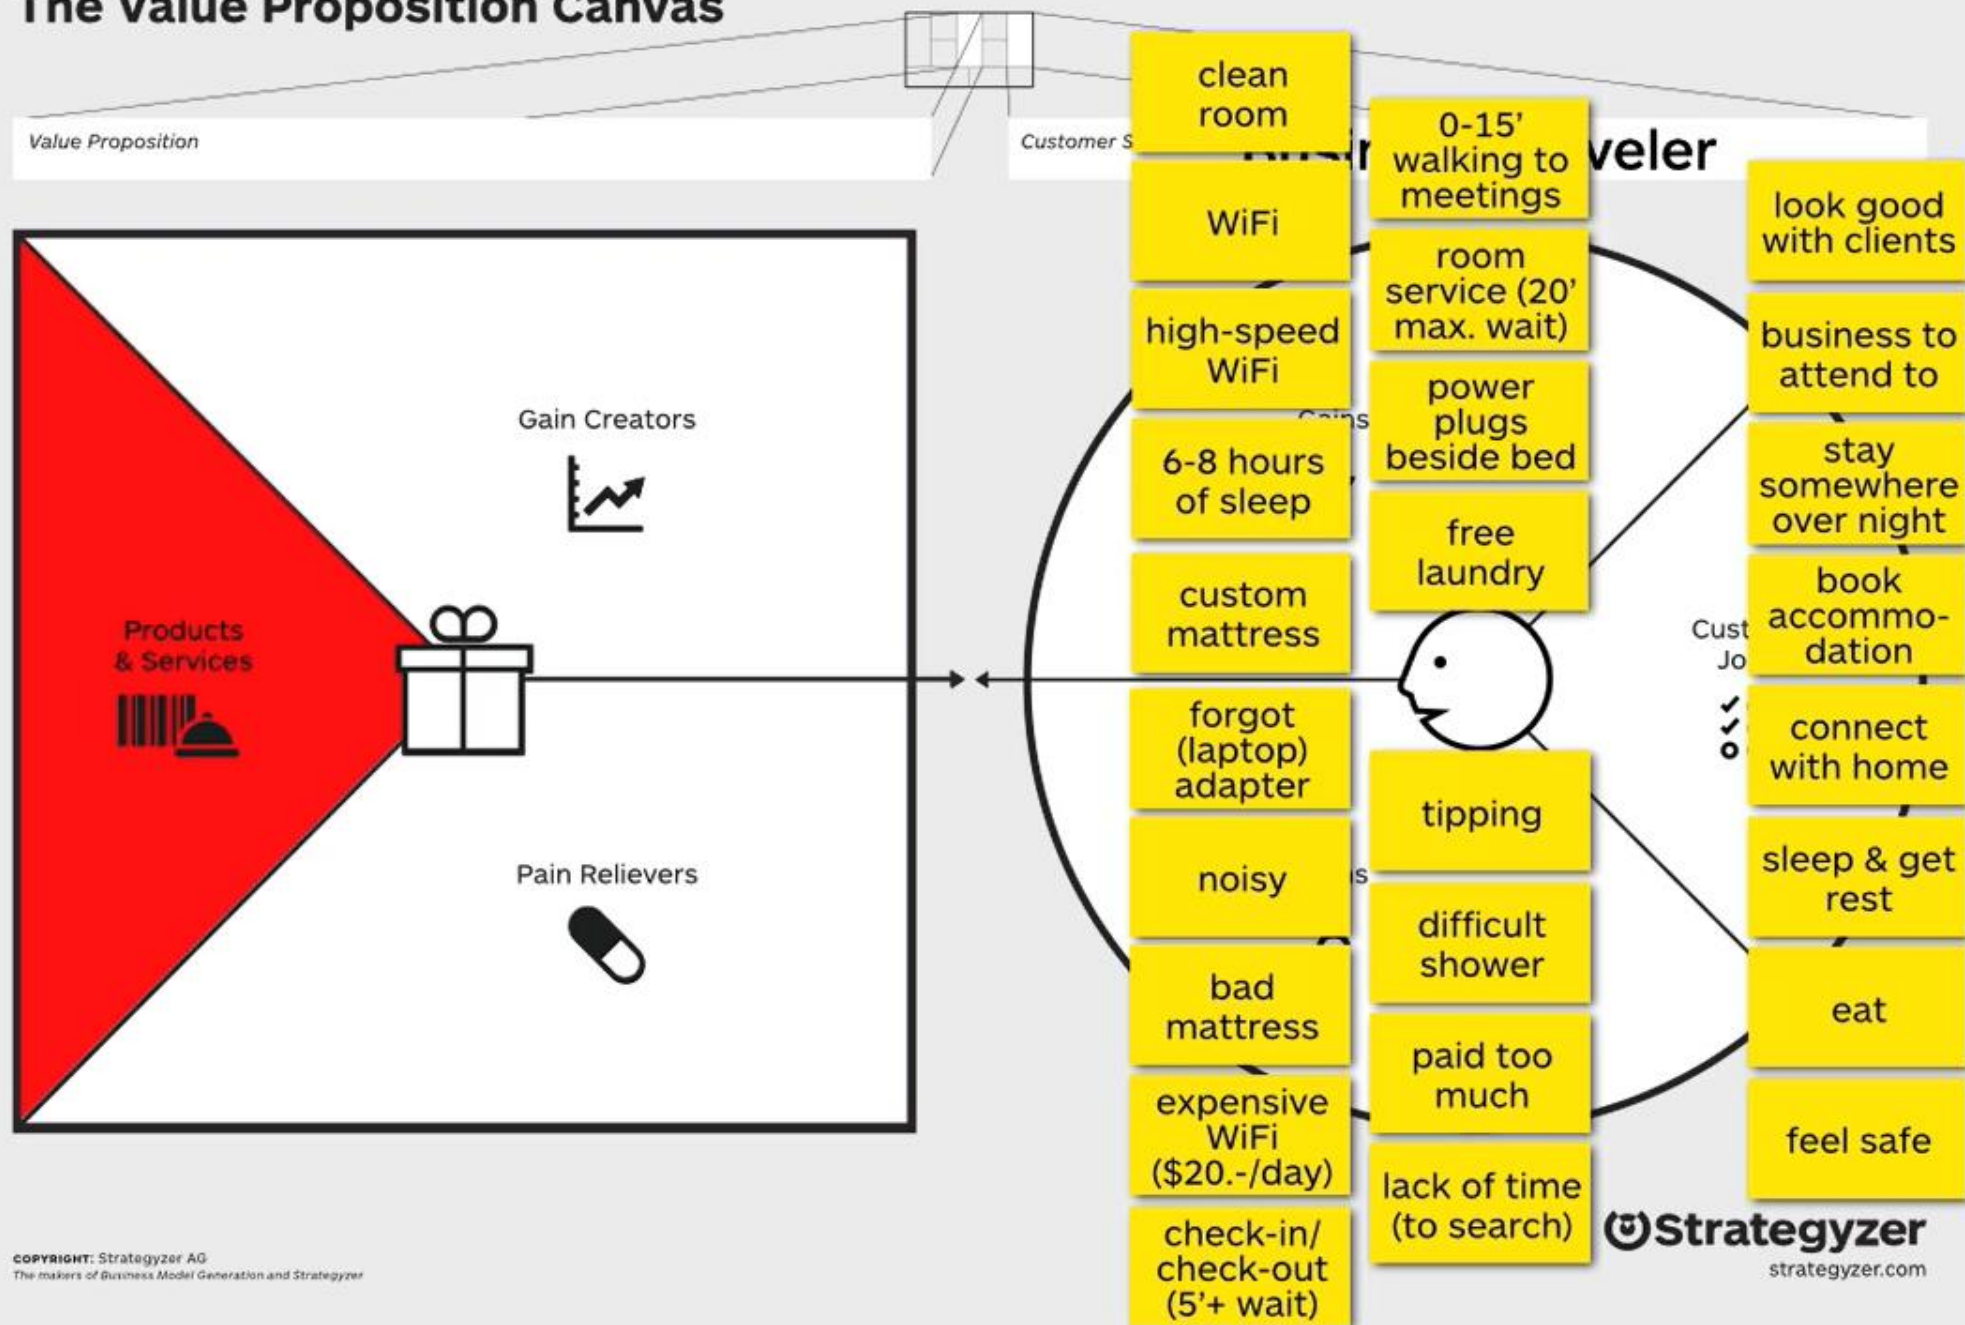 The Value Proposition Canvas
Value Proposition
Customer S
veler
Gain Creators
Products
& Services
Pain Relievers
clean
room
WiFi
high-speed
WiFi
6-8 hours
of sleep
custom
mattress
0-15’
walking to
meetings
room
service (20’
max. wait)
power
plugs
beside bed
free
laundry
Gains
forgot
(laptop)
adapter
noisy
bad
mattress
expensive
WiFi
($20.-/day)
check-in/
check-out
(5’+ wait)
tipping
difficult
shower
paid too
much
lack of time
(to search)
Cust
Jo
look good
with clients
business to
attend to
stay
somewhere
over night
book
accommo-
dation
connect
with home
sleep & get
rest
eat
feel safe
COPYRIGHT: Strategyzer AG
The makers of Business Model Generation and Strategyzer
Strategyzer
strategyzer.com